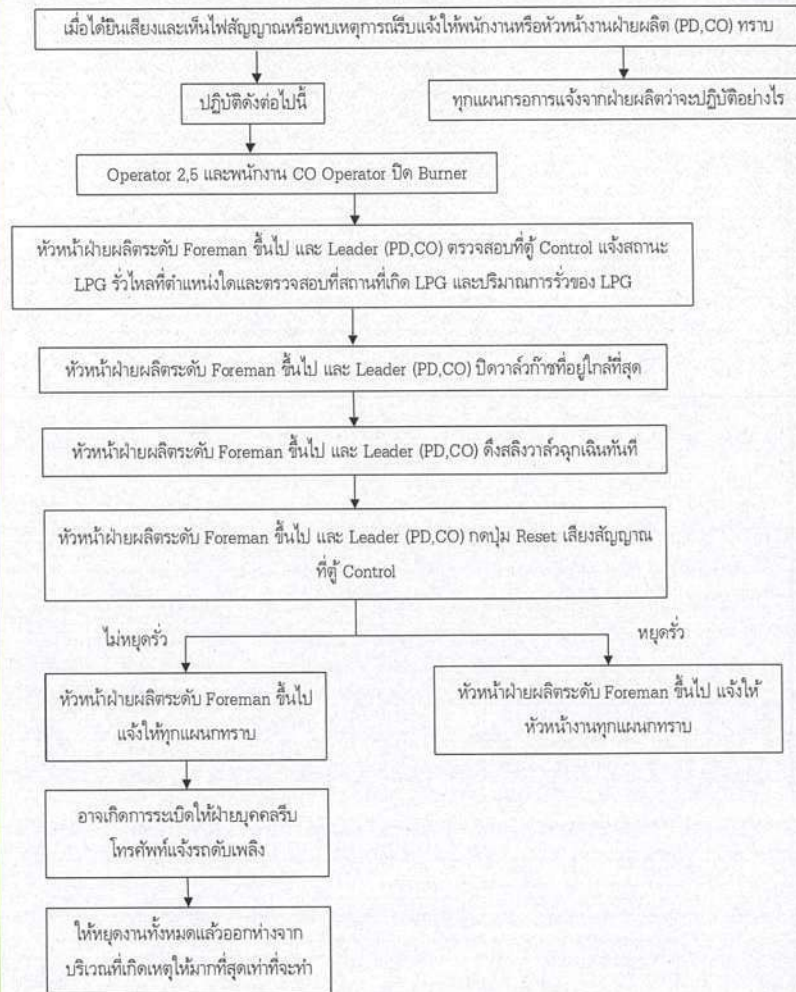 เมื่อได้ยินเสียงและเห็นไฟสัญญาณหรือพบเหตุการณ์รีบแจ้งให้พนักงานหรือหัวหน้างานฝ่ายผลิต (PD,CO) ทราบ
ปฏิบัติดังต่อไปนี้
ทุกแผนกรอการแจ้งจากฝ่ายผลิตว่าจะปฏิบัติอย่างไร
Operator 2,5 และพนักงาน CO Operator ปิด Burner
หัวหน้าฝ่ายผลิตระดับ Foreman ขึ้นไป และ Leader (PD,CO) ตรวจสอบที่ตู้ Control แจ้งสถานะ
LPG รั่วไหลที่ตำแหน่งใดและตรวจสอบที่สถานที่เกิด LPG และปริมาณการรั่วของ LPG
หัวหน้าฝ่ายผลิตระดับ Foreman ขึ้นไป และ Leader (PD,CO) ปิดวาล์วก๊าซที่อยู่ใกล้ที่สุด
หัวหน้าฝ่ายผลิตระดับ Foreman ขึ้นไป และ Leader (PD,CO) ดึงสลิงวาล์วฉุกเฉินทันที
หัวหน้าฝ่ายผลิตระดับ Foreman ขึ้นไป และ Leader (PD,CO) กดปุ่ม Reset เสียงสัญญาณ
ที่ตู้ Control
ไม่หยุดรั่ว
หยุดรั่ว
หัวหน้าฝ่ายผลิตระดับ Foreman ขึ้นไป
แจ้งให้ทุกแผนกทราบ
หัวหน้าฝ่ายผลิตระดับ Foreman ขึ้นไป แจ้งให้
หัวหน้างานทุกแผนกทราบ
อาจเกิดการระเบิดให้ฝ่ายบุคคลรีบ
โทรศัพท์แจ้งรถดับเพลิง
ให้หยุดงานทั้งหมดแล้วออกห่างจาก
บริเวณที่เกิดเหตุให้มากที่สุดเท่าที่จะทำ